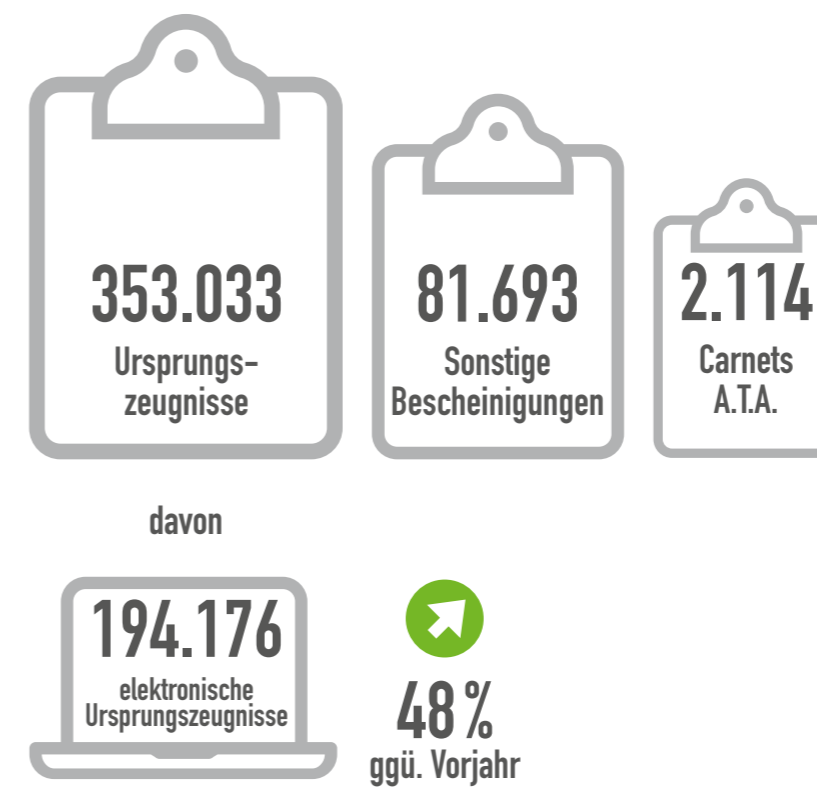 353.033
Ursprungs-
zeugnisse
81.693
Sonstige
Bescheinigungen
2.114
Carnets
A.T.A.
davon
194.176
elektronische
Ursprungszeugnisse
48 %
ggü. Vorjahr